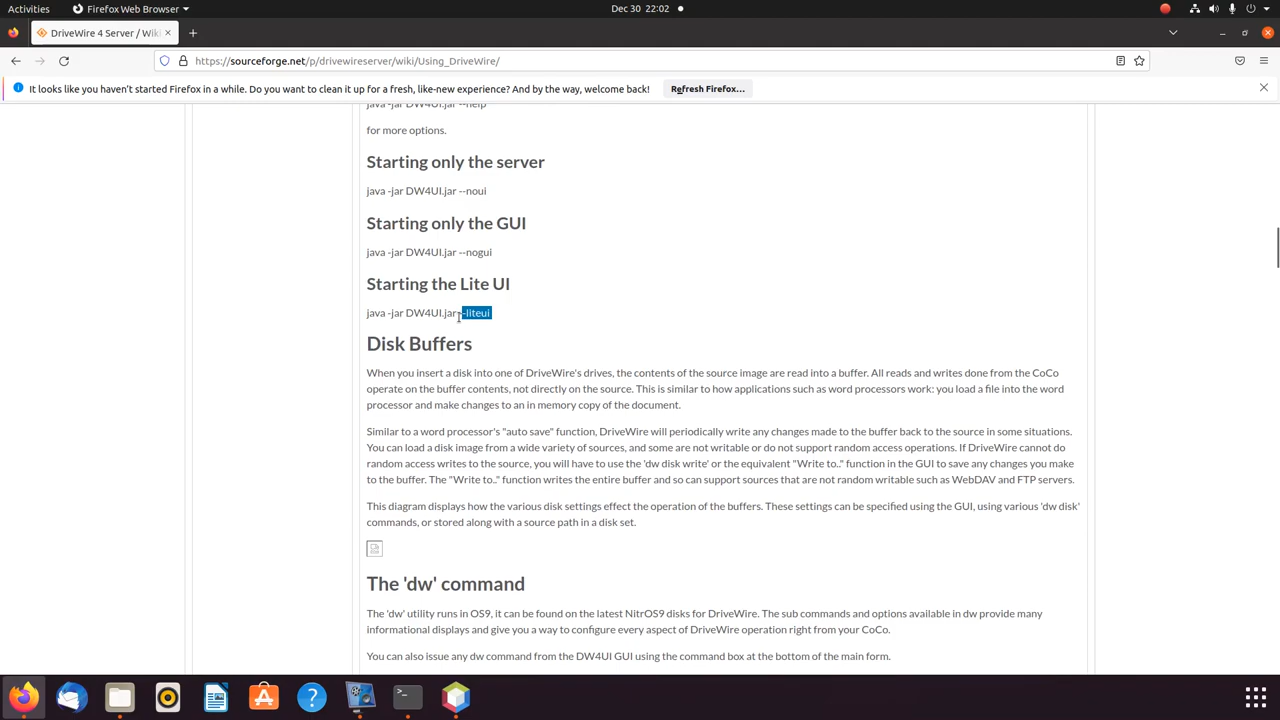 Activities
Firefox Web Browser
Dec 30 22:02
DriveWire 4 Server / Wiki
https://sourceforge.net/p/drivewireserver/wiki/Using_DriveWire/
It looks like you haven't started Firefox in a while. Do you want to clean it up for a fresh, like-new experience? And by the way, welcome back!
Refresh Firefox...
java -jar DW4UI.jar --help
for more options.
Starting only the server
java -jar DW4UI.jar --noui
Starting only the GUI
java -jar DW4UI.jar --nogui
Starting the Lite UI
java -jar DW4UI.jar --liteui
Disk Buffers
When you insert a disk into one of DriveWire's drives, the contents of the source image are read into a buffer. All reads and writes done from the CoCo
operate on the buffer contents, not directly on the source. This is similar to how applications such as word processors work: you load a file into the word
processor and make changes to an in memory copy of the document.
Similar to a word processor's "auto save" function, DriveWire will periodically write any changes made to the buffer back to the source in some situations.
You can load a disk image from a wide variety of sources, and some are not writable or do not support random access operations. If DriveWire cannot do
random access writes to the source, you will have to use the 'dw disk write' or the equivalent "Write to.." function in the GUI to save any changes you make
to the buffer. The "Write to.." function writes the entire buffer and so can support sources that are not random writable such as WebDAV and FTP servers.
This diagram displays how the various disk settings effect the operation of the buffers. These settings can be specified using the GUI, using various 'dw disk'
commands, or stored along with a source path in a disk set.
The 'dw' command
The 'dw' utility runs in OS9, it can be found on the latest NitrOS9 disks for DriveWire. The sub commands and options available in dw provide many
informational displays and give you a way to configure every aspect of DriveWire operation right from your CoCo.
You can also issue any dw command from the DW4UI GUI using the command box at the bottom of the main form.